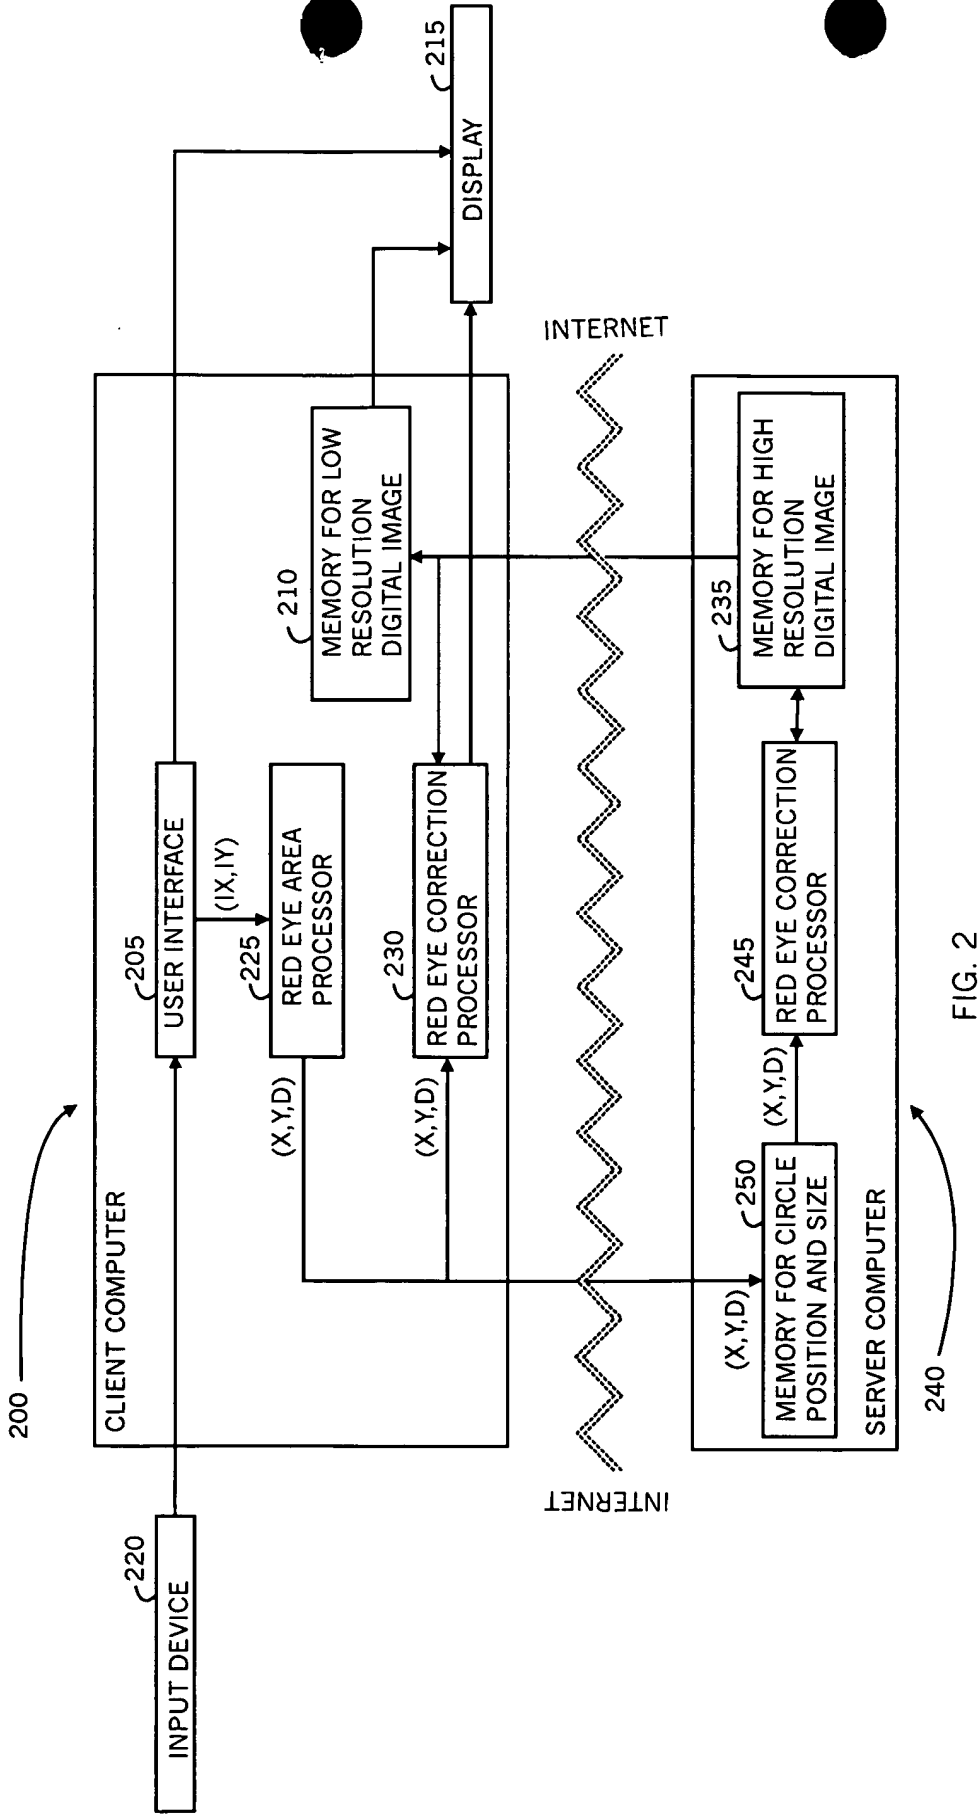 200
CLIENT COMPUTER
220
INPUT DEVICE
205
USER INTERFACE
(IX,IY)
225
RED EYE AREA
PROCESSOR
(X,Y,D)
230
RED EYE CORRECTION
PROCESSOR
(X,Y,D)
210
MEMORY FOR LOW
RESOLUTION
DIGITAL IMAGE
215
DISPLAY
INTERNET
INTERNET
(X,Y,D)
250
MEMORY FOR CIRCLE
POSITION AND SIZE
(X,Y,D)
245
RED EYE CORRECTION
PROCESSOR
235
MEMORY FOR HIGH
RESOLUTION
DIGITAL IMAGE
SERVER COMPUTER
240
FIG. 2